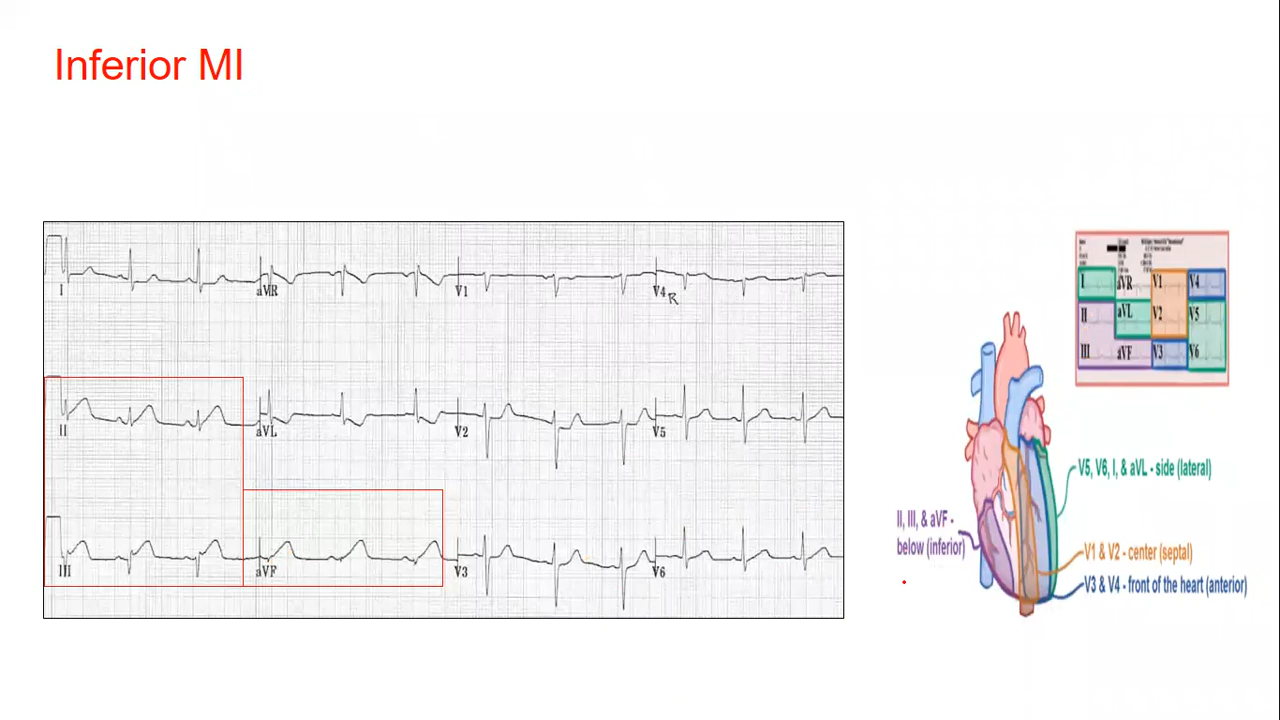 Inferior MI
I
aVR
V1
V4R
II
aVL
V2
V5
III
aVF
V3
V6
I
aVR
V1
V4
II
aVL
V2
V5
III
aVF
V3
V6
V5, V6, I, & aVL - side (lateral)
II, III, & aVF -
below (inferior)
V1 & V2 - center (septal)
V3 & V4 - front of the heart (anterior)